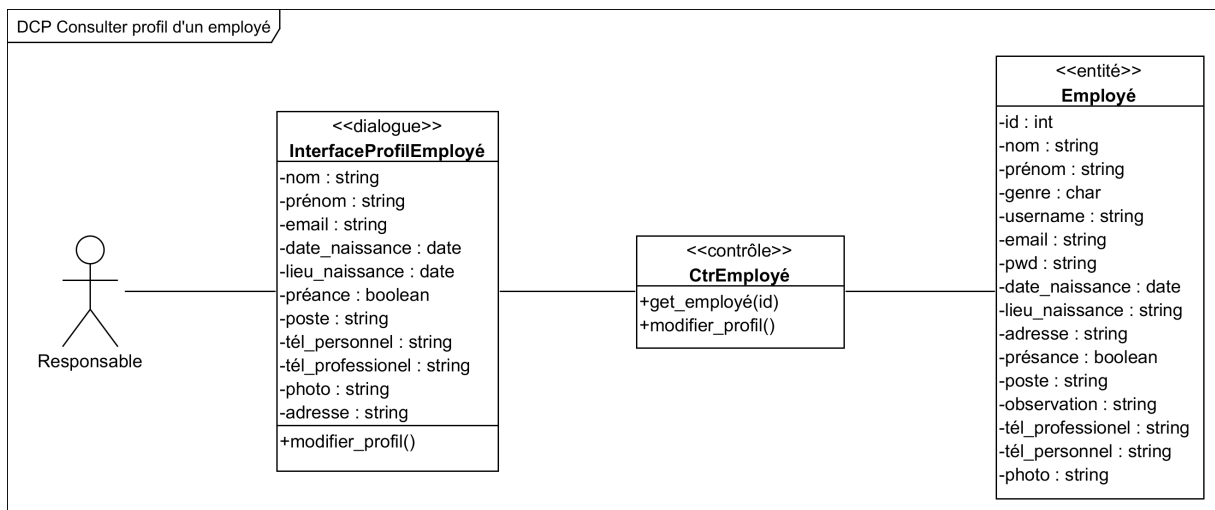 DCP Consulter profil d'un employé
Responsable
<<dialogue>>
InterfaceProfilEmployé
-nom : string
-prénom : string
-email : string
-date_naissance : date
-lieu_naissance : date
-préance : boolean
-poste : string
-tél_personnel : string
-tél_professionel : string
-photo : string
-adresse : string
+modifier_profil()
<<contrôle>>
CtrEmployé
+get_employé(id)
+modifier_profil()
<<entité>>
Employé
-id : int
-nom : string
-prénom : string
-genre : char
-username : string
-email : string
-pwd : string
-date_naissance : date
-lieu_naissance : string
-adresse : string
-présance : boolean
-poste : string
-observation : string
-tél_professionel : string
-tél_personnel : string
-photo : string